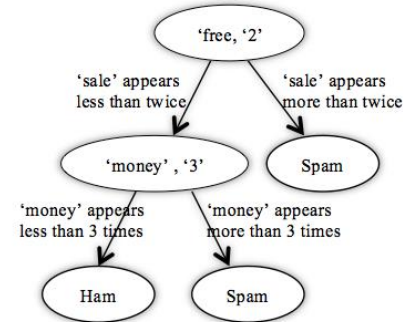 ‘free, ‘2’
‘sale’ appears
less than twice
‘sale’ appears
more than twice
‘money’ , ‘3’
Spam
‘money’ appears
less than 3 times
‘money’ appears
more than 3 times
Ham
Spam